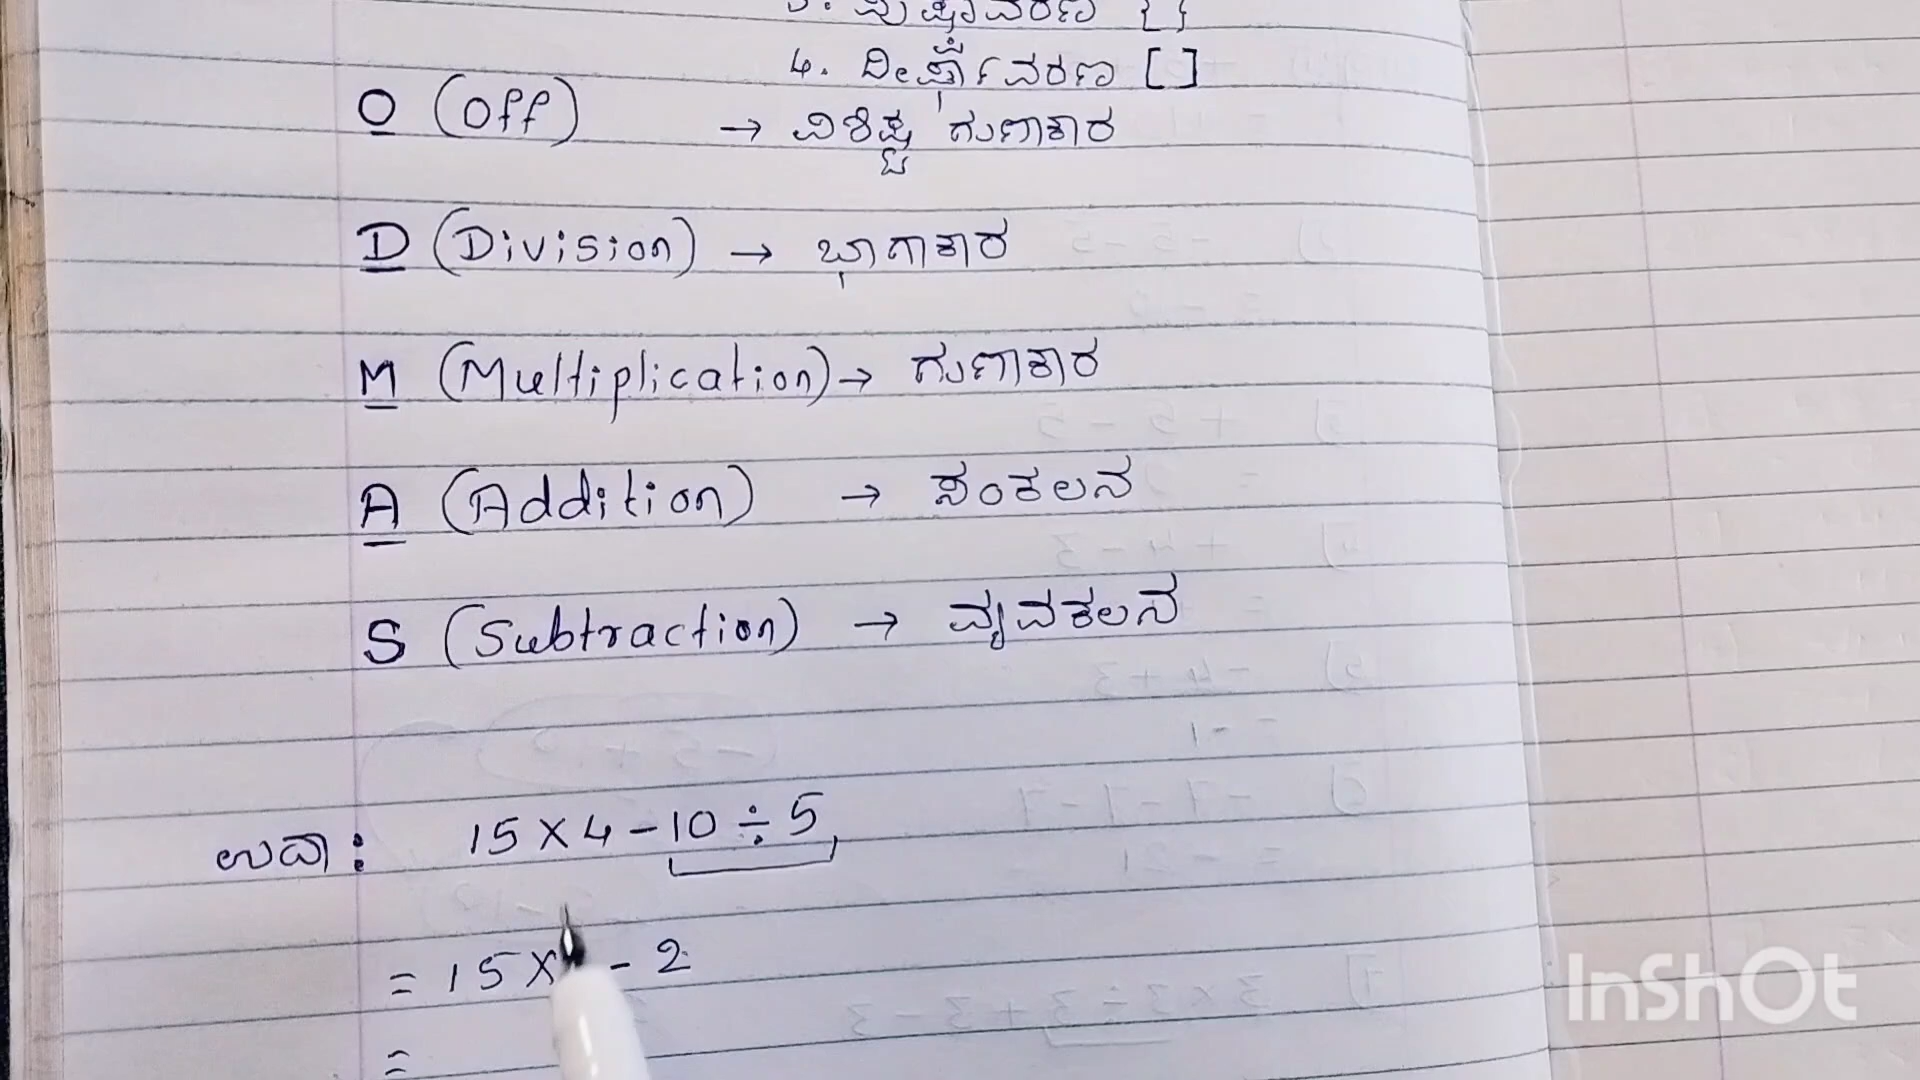 4. ದೀರ್ಘಾವರಣ [ ]
O (Off) → ವಿಶಿಷ್ಟ ಗುಣಾಕಾರ
D (Division) → ಭಾಗಾಕಾರ
M (Multiplication) → ಗುಣಾಕಾರ
A (Addition) → ಸಂಕಲನ
S (Subtraction) → ವ್ಯವಕಲನ
ಉದಾ: 15 × 4 - 10 ÷ 5
= 15 × - 2
=
InShOt